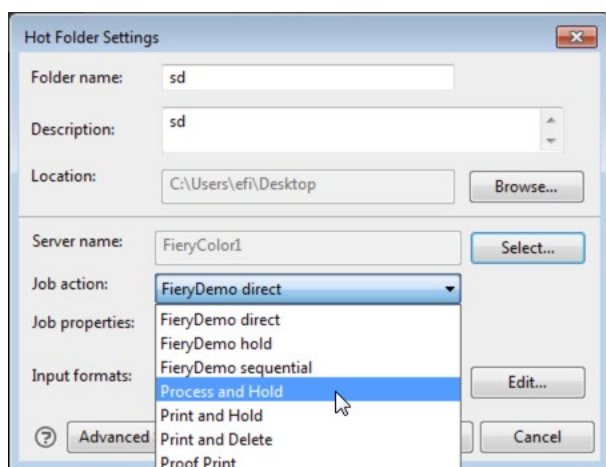 Hot Folder Settings
Folder name: sd
Description: sd
Location: C:\Users\efi\Desktop Browse...
Server name: FieryColor1 Select...
Job action: FieryDemo direct
Job properties: FieryDemo direct
FieryDemo hold
FieryDemo sequential
Input formats: Process and Hold Edit...
Print and Hold
? Advanced Print and Delete Cancel
Proof Print